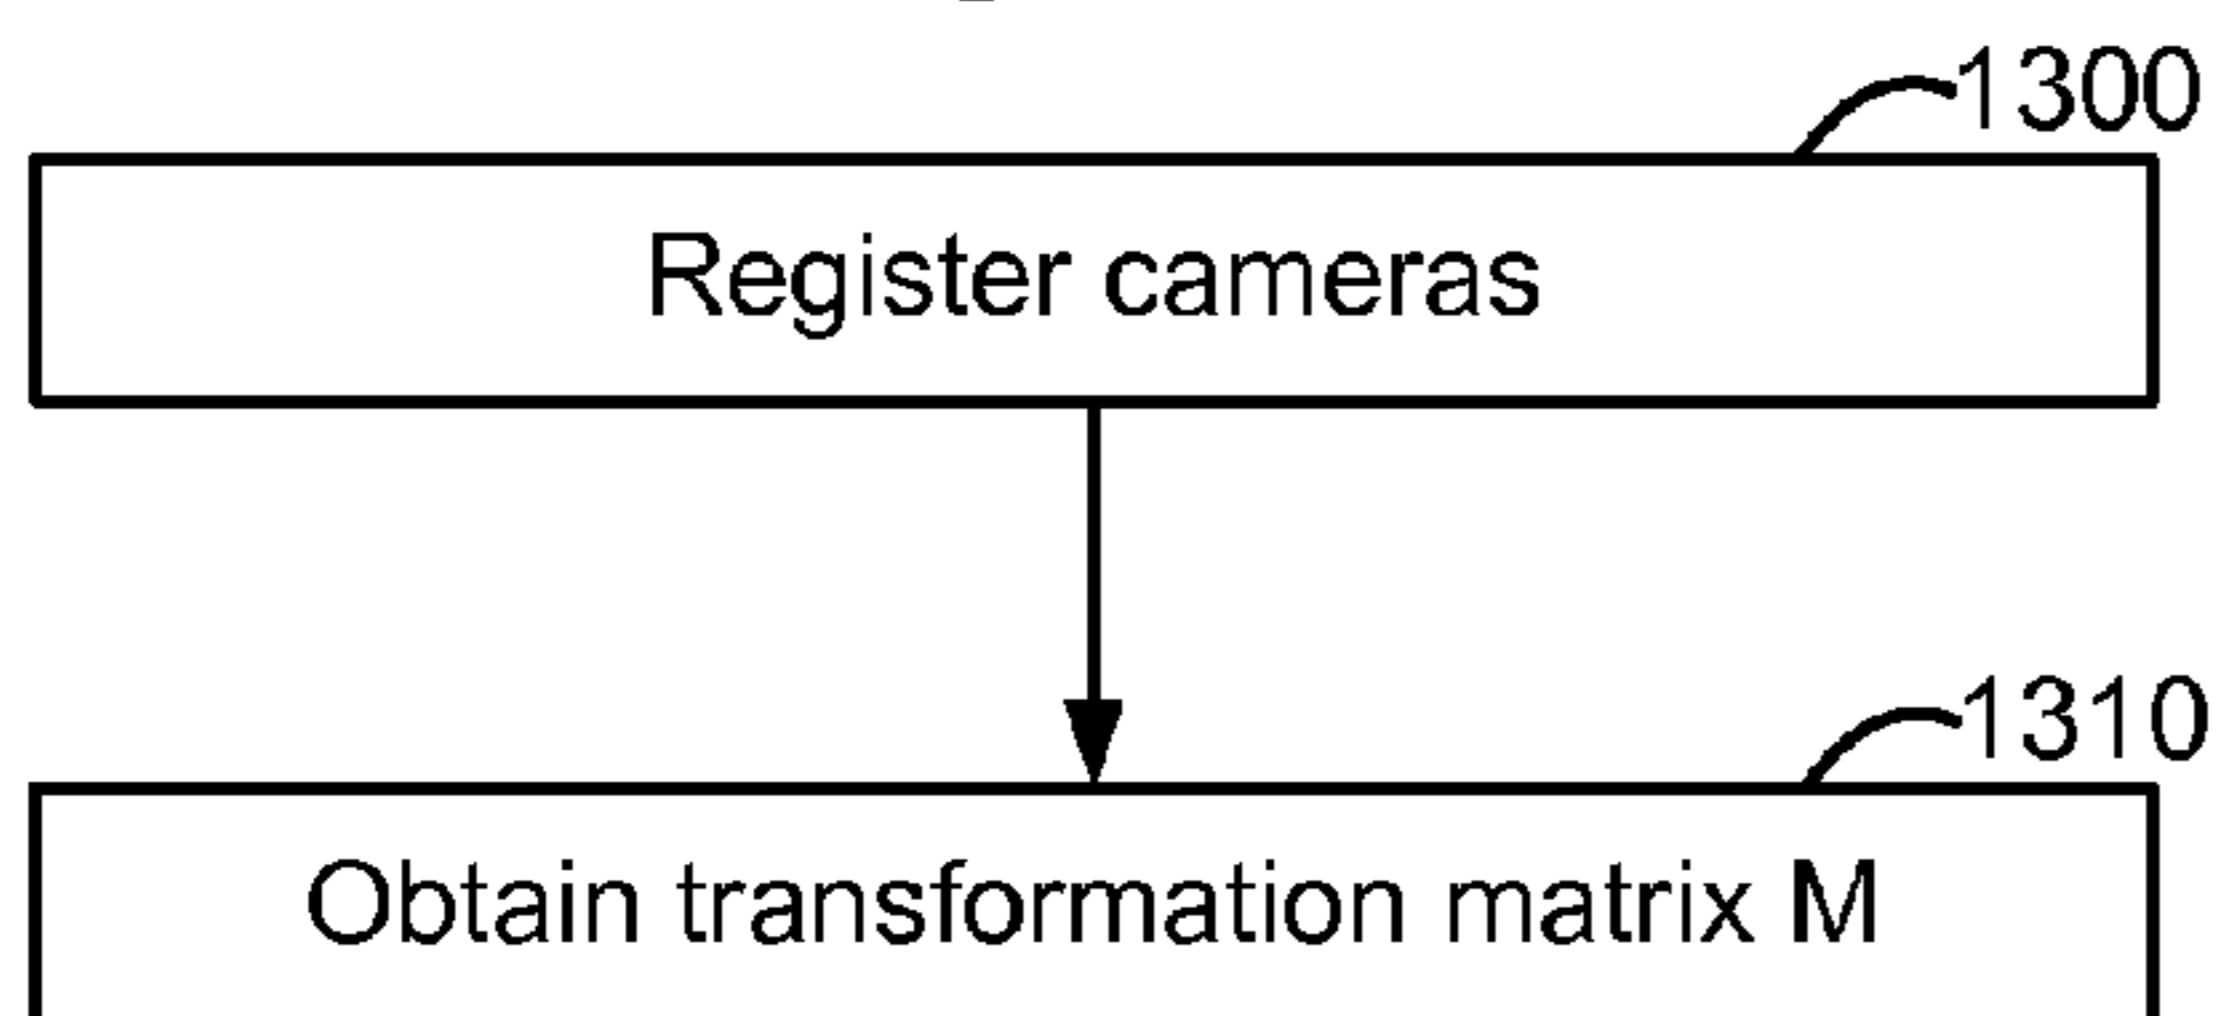 1300
Register cameras
1310
Obtain transformation matrix M